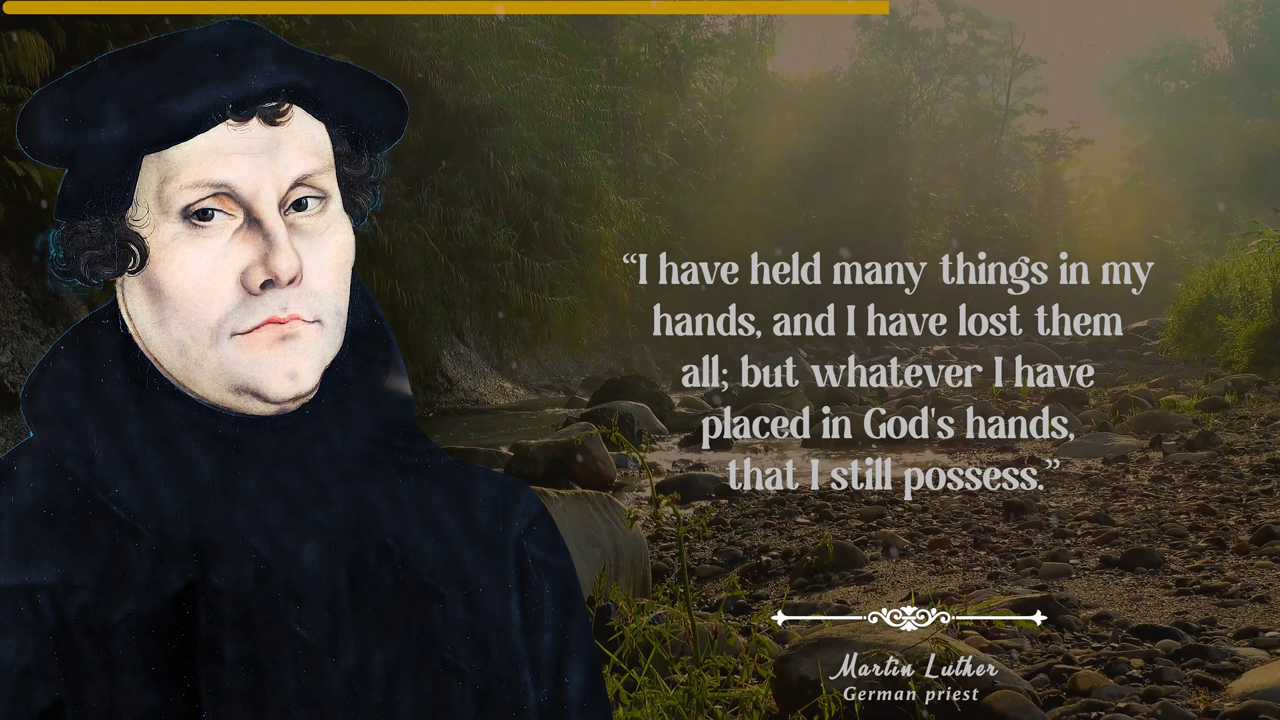 “I have held many things in my
hands, and I have lost them
all; but whatever I have
placed in God's hands,
that I still possess.”
Martin Luther
German priest